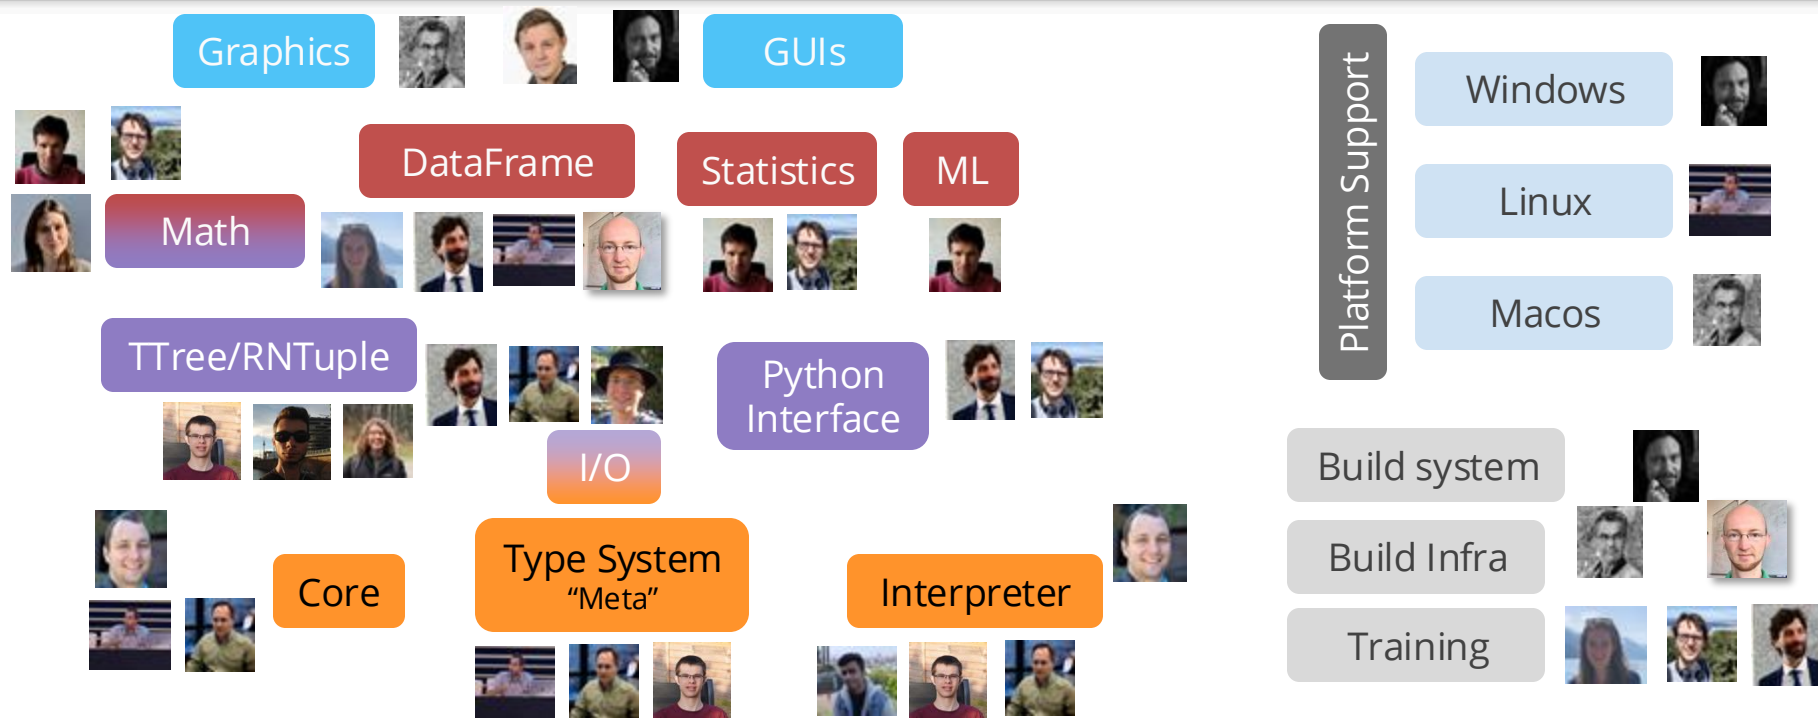 Graphics
GUIs
DataFrame
Statistics
ML
Math
TTree/RNTuple
Python
Interface
I/O
Core
Type System
“Meta”
Interpreter
Platform Support
Windows
Linux
Macos
Build system
Build Infra
Training